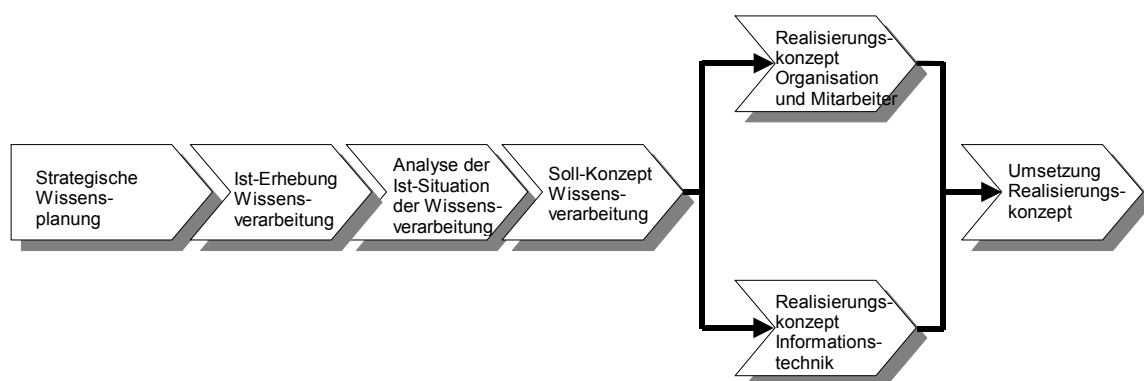 Strategische
Wissens-
planung
Ist-Erhebung
Wissens-
verarbeitung
Analyse der
Ist-Situation
der Wissens-
verarbeitung
Soll-Konzept
Wissens-
verarbeitung
Realisierungs-
konzept
Organisation
und Mitarbeiter
Realisierungs-
konzept
Informations-
technik
Umsetzung
Realisierungs-
konzept